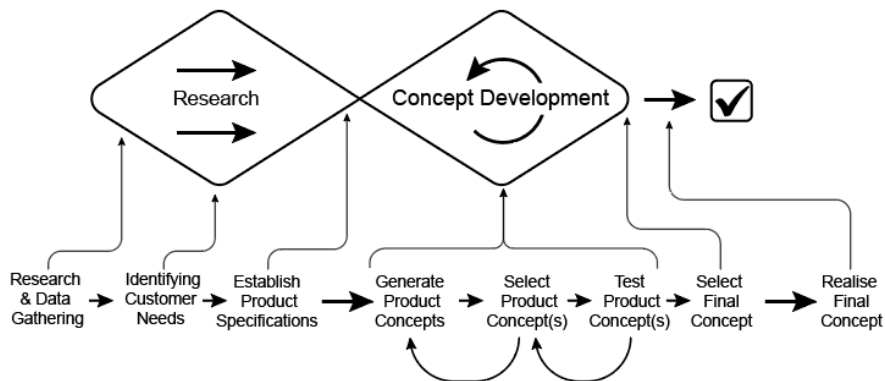 Research
Concept Development
Research
& Data
Gathering
Identifying
Customer
Needs
Establish
Product
Specifications
Generate
Product
Concepts
Select
Product
Concept(s)
Test
Product
Concept(s)
Select
Final
Concept
Realise
Final
Concept